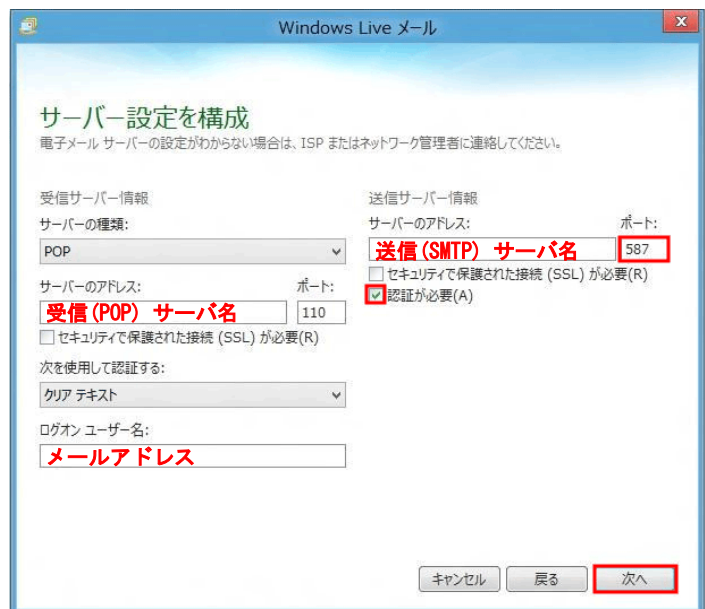 Windows Live メール
x
サーバー設定を構成
電子メール サーバーの設定がわからない場合は、ISP またはネットワーク管理者に連絡してください。
受信サーバー情報
サーバーの種類:
POP
サーバーのアドレス:
ポート:
受信(POP) サーバ名
110
セキュリティで保護された接続 (SSL) が必要(R)
次を使用して認証する:
クリア テキスト
ログオン ユーザー名:
メールアドレス
送信サーバー情報
サーバーのアドレス:
ポート:
送信(SMTP) サーバ名
587
セキュリティで保護された接続 (SSL) が必要(R)
認証が必要(A)
キャンセル
戻る
次へ